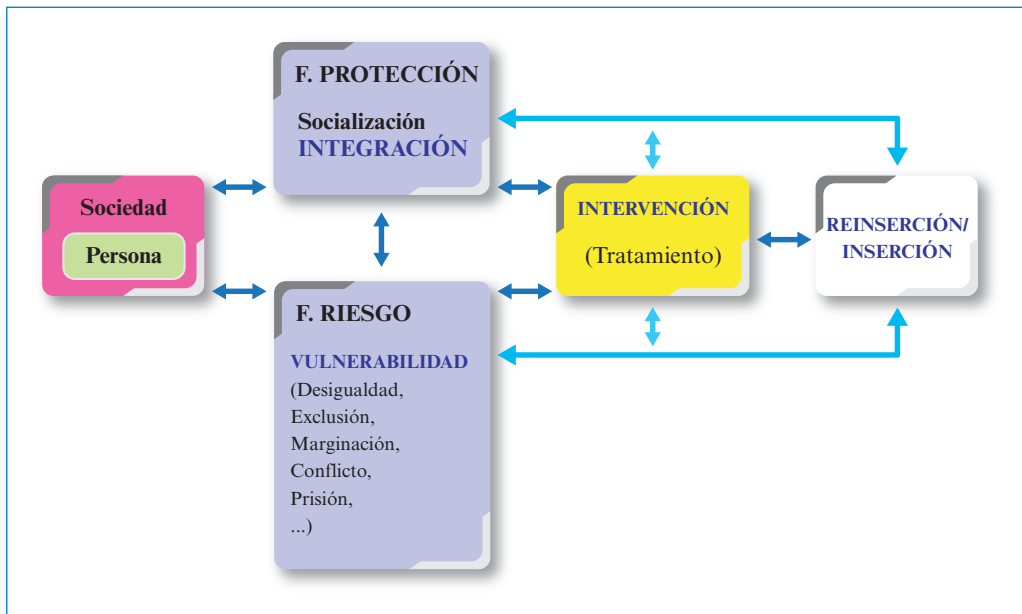 F. PROTECCIÓN
Socialización
INTEGRACIÓN
Sociedad
Persona
F. RIESGO
VULNERABILIDAD
(Desigualdad,
Exclusión,
Marginación,
Conflicto,
Prisión,
...)
INTERVENCIÓN
(Tratamiento)
REINSERCIÓN/
INSERCIÓN